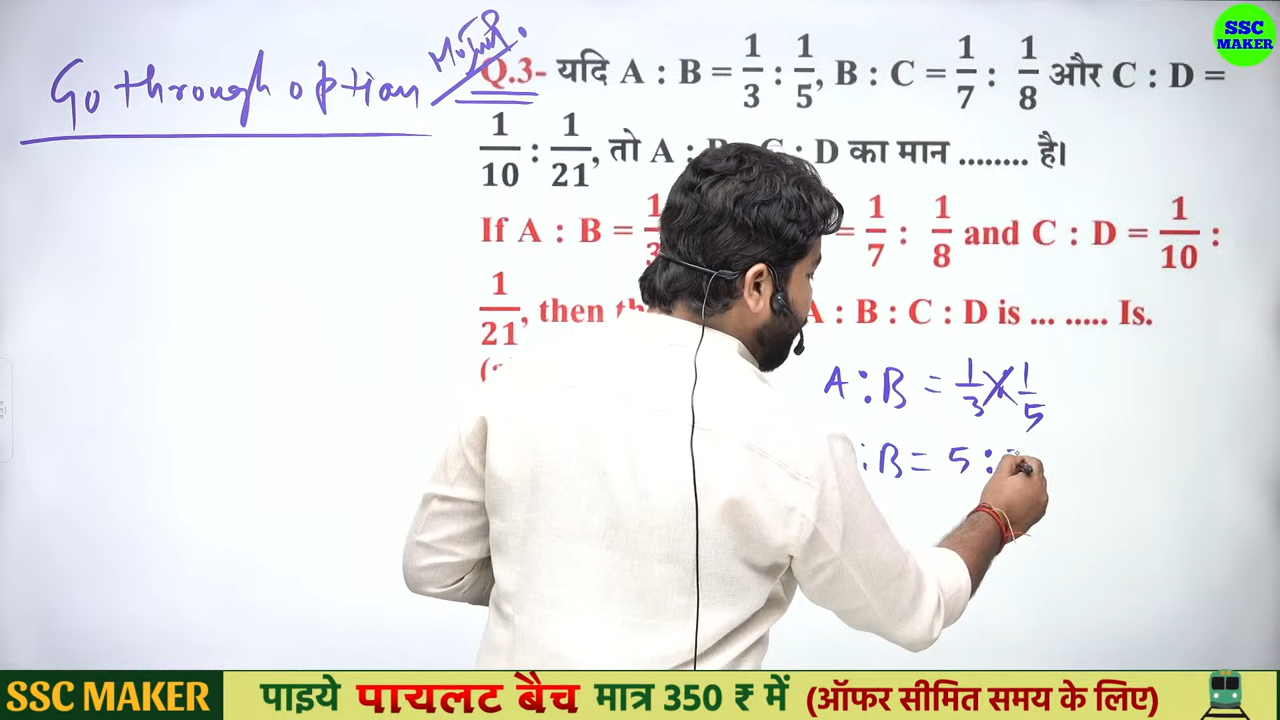 SSC
MAKER
Go through option
Q.3- यदि A : B = 1/3 : 1/5, B : C = 1/7 : 1/8 और C : D =
1/10 : 1/21, तो A : : D का मान ........ है।
If A : B = 1/ = 1/7 : 1/8 and C : D = 1/10 :
1/21, then A : B : C : D is ... ..... Is.
A : B = 1/3 × 1/5
: B = 5 :
SSC MAKER पाइये पायलट बैच मात्र 350 ₹ में (ऑफर सीमित समय के लिए)